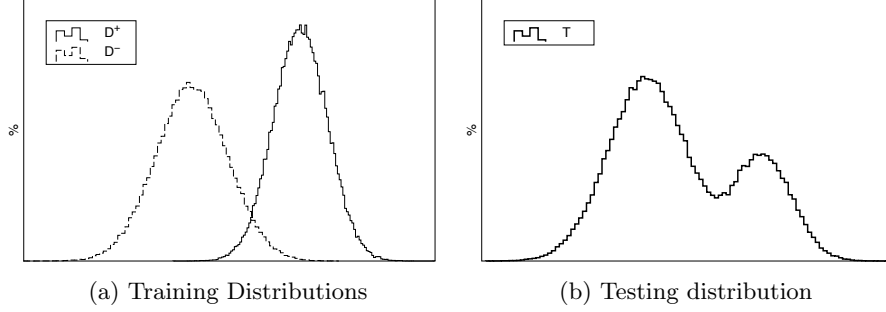 D⁺
D⁻
%
(a) Training Distributions
T
%
(b) Testing distribution